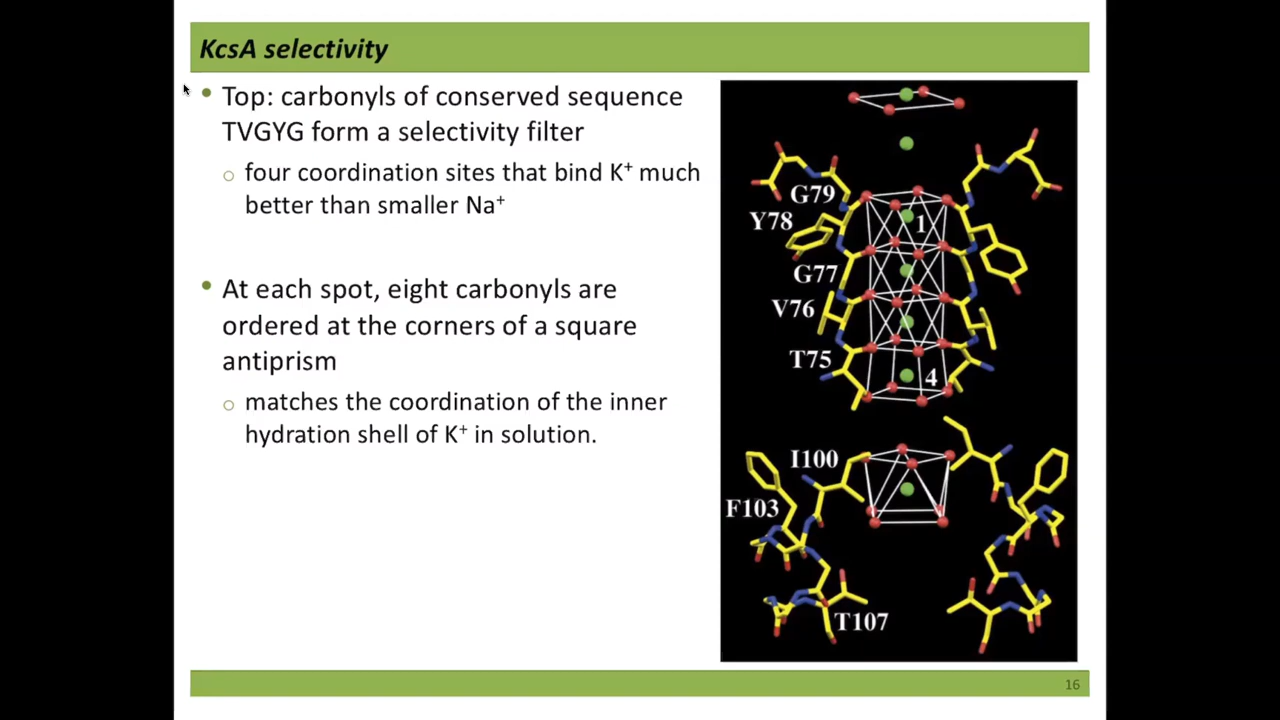 KcsA selectivity
• Top: carbonyls of conserved sequence
TVGYG form a selectivity filter
○ four coordination sites that bind K⁺ much
better than smaller Na⁺
• At each spot, eight carbonyls are
ordered at the corners of a square
antiprism
○ matches the coordination of the inner
hydration shell of K⁺ in solution.
G79
Y78
1
G77
V76
T75
4
I100
F103
T107
16